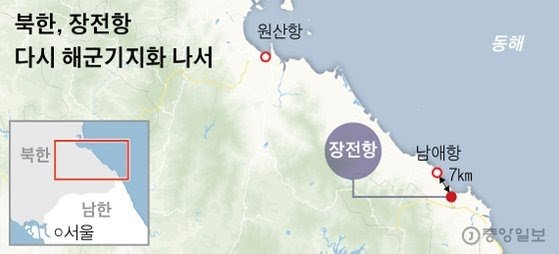 북한, 장전항
다시 해군기지화 나서
원산항
동해
장전항
남애항
7km
북한
남한
서울
중앙일보